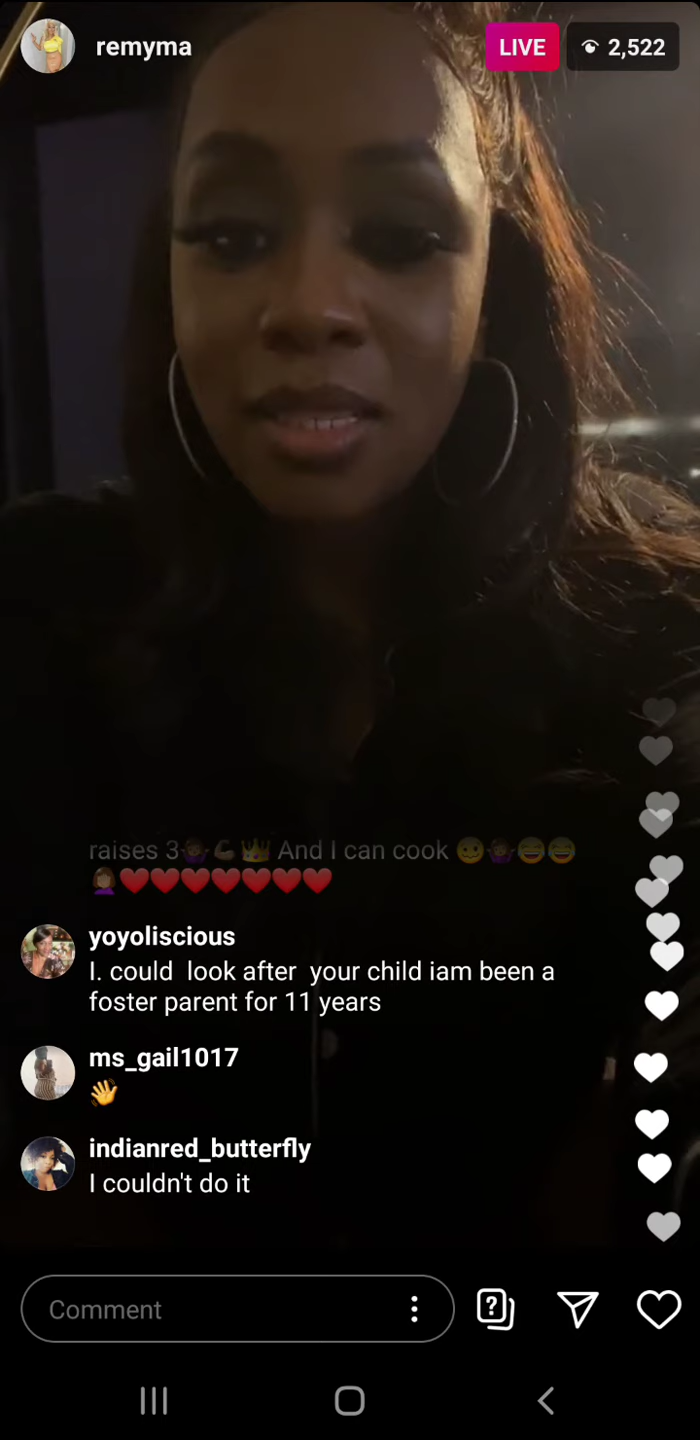 remyma
LIVE
2,522
raises 3🤷🏾‍♀️💪🏿👑 And I can cook 🥴🤷🏾‍♀️😄😄
🤦🏻‍♀️❤️❤️❤️❤️❤️❤️❤️
yoyoliscious
I. could  look after  your child iam been a
foster parent for 11 years
ms_gail1017
👋
indianred_butterfly
I couldn't do it
Comment